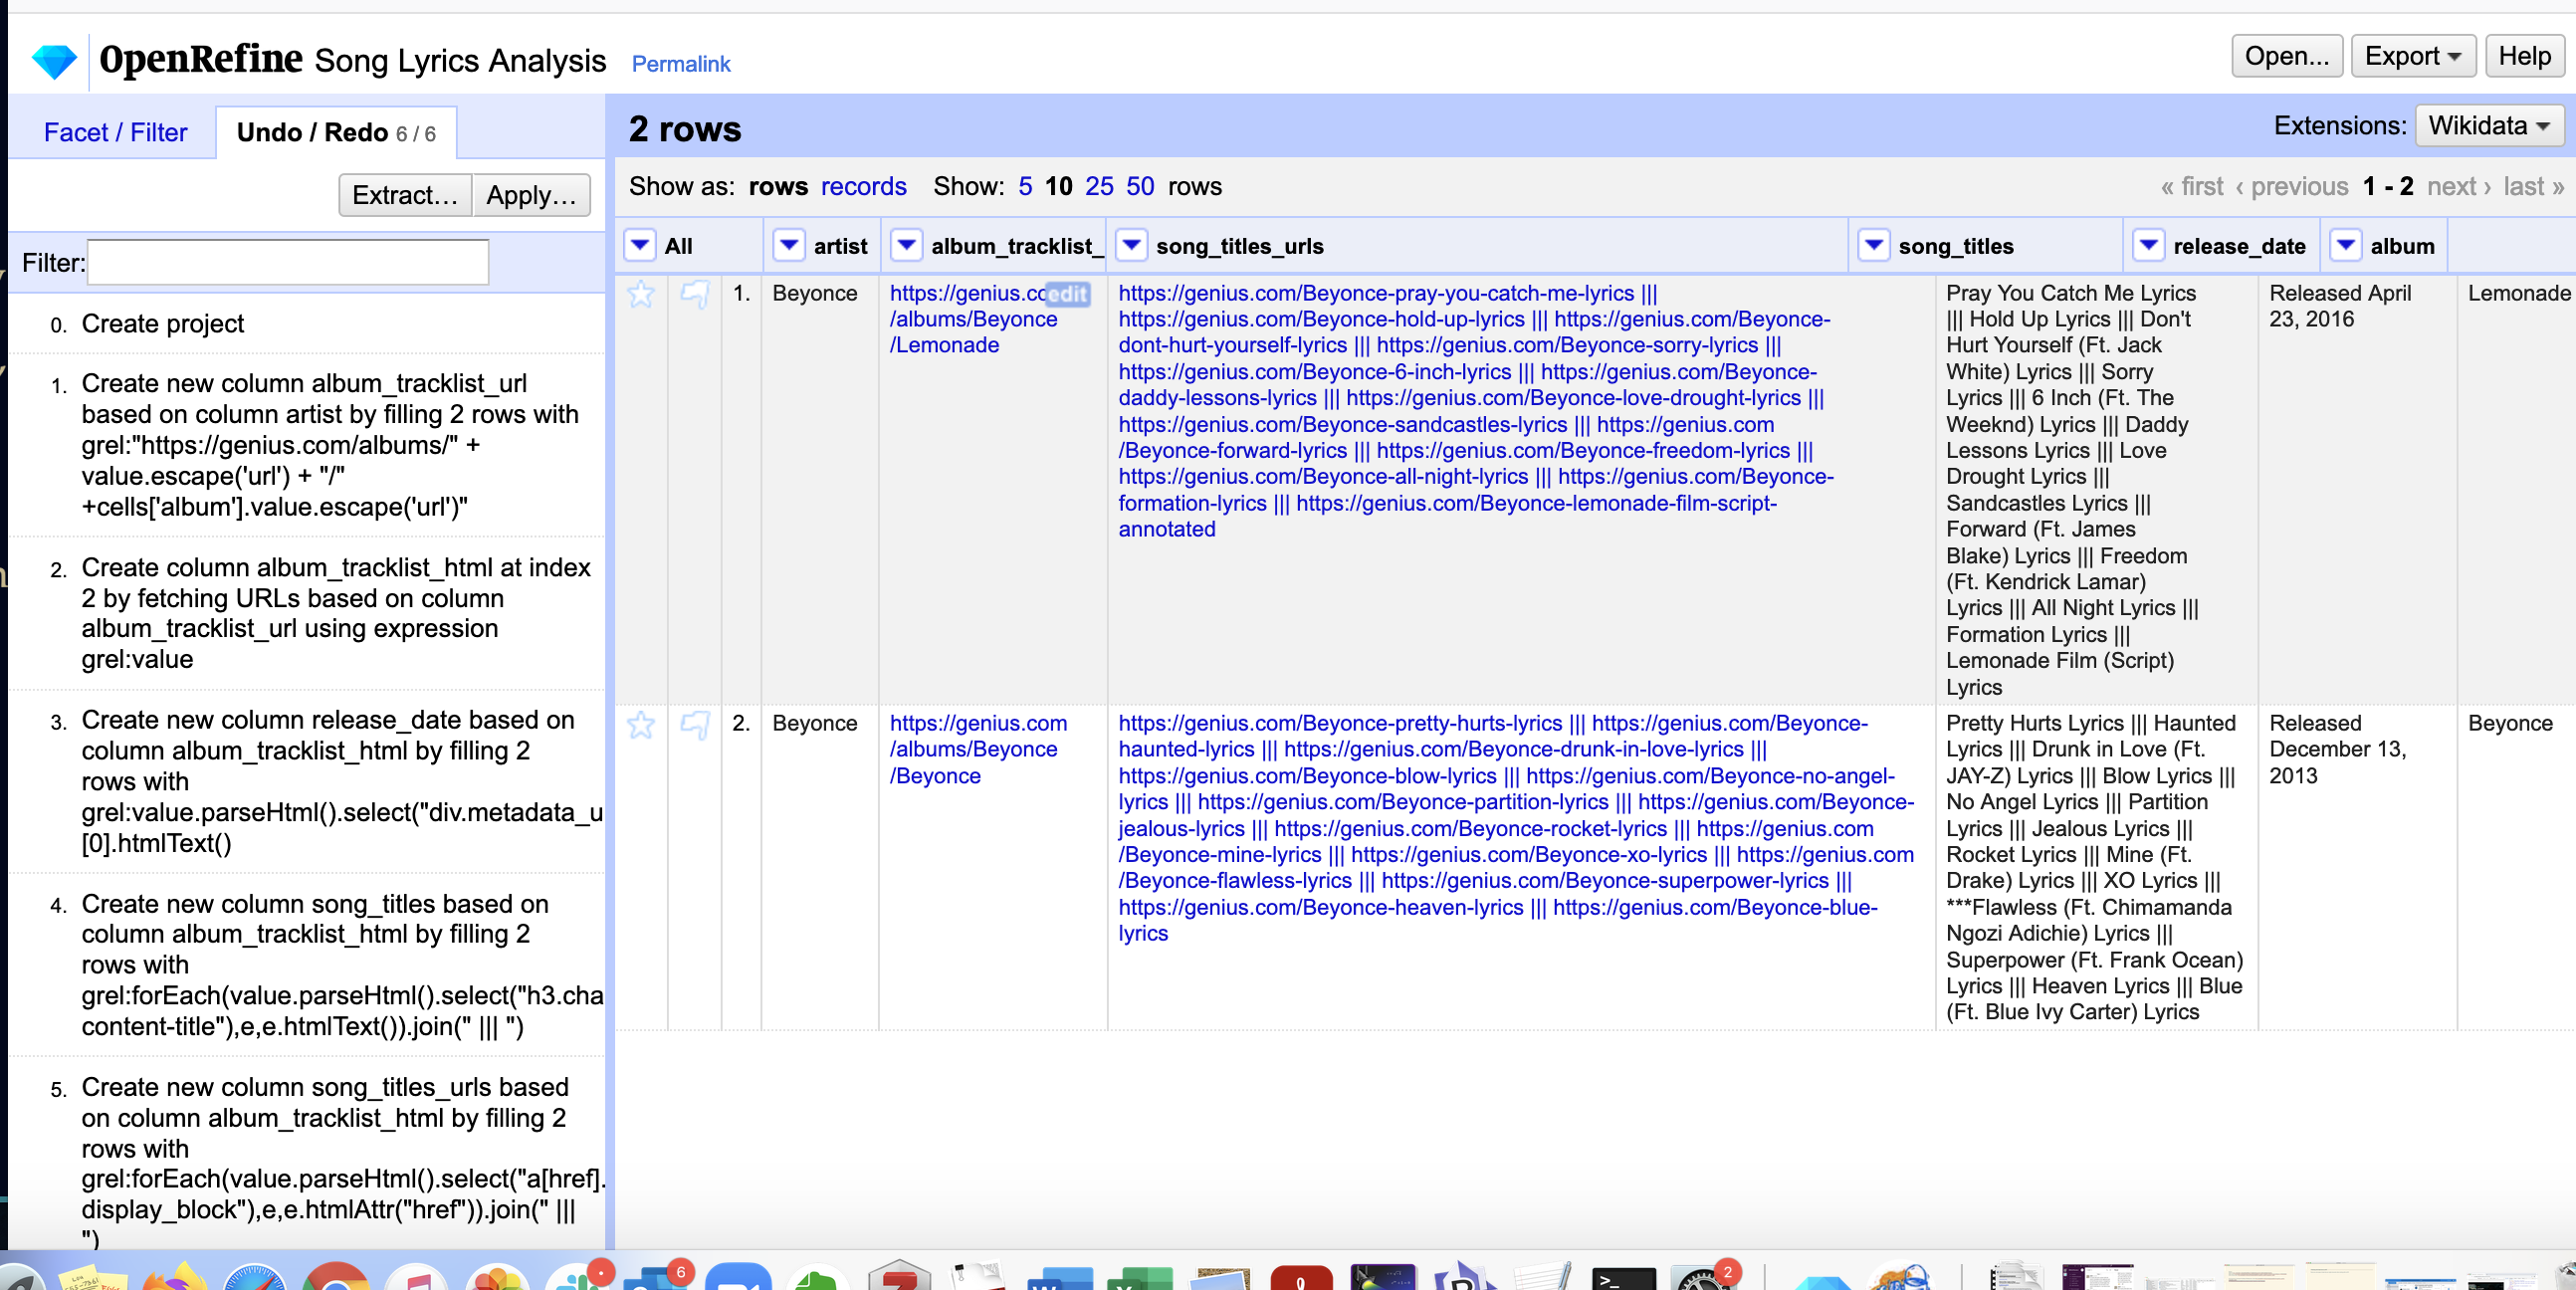 OpenRefine Song Lyrics Analysis Permalink
Open... Export Help
Facet / Filter Undo / Redo 6 / 6
Extract... Apply...
Filter:
0. Create project
1. Create new column album_tracklist_url
based on column artist by filling 2 rows with
grel:"https://genius.com/albums/" +
value.escape('url') + "/"
+cells['album'].value.escape('url')"
2. Create column album_tracklist_html at index
2 by fetching URLs based on column
album_tracklist_url using expression
grel:value
3. Create new column release_date based on
column album_tracklist_html by filling 2
rows with
grel:value.parseHtml().select("div.metadata_u
[0].htmlText()
4. Create new column song_titles based on
column album_tracklist_html by filling 2
rows with
grel:forEach(value.parseHtml().select("h3.cha
content-title"),e,e.htmlText()).join(" ||| ")
5. Create new column song_titles_urls based
on column album_tracklist_html by filling 2
rows with
grel:forEach(value.parseHtml().select("a[href].
display_block"),e,e.htmlAttr("href")).join(" |||
")
2 rows
Extensions: Wikidata
Show as: rows records Show: 5 10 25 50 rows
« first ‹ previous 1 - 2 next › last »
All artist album_tracklist_ song_titles_urls song_titles release_date album
1. Beyonce
https://genius.co edit
/albums/Beyonce
/Lemonade
https://genius.com/Beyonce-pray-you-catch-me-lyrics |||
https://genius.com/Beyonce-hold-up-lyrics ||| https://genius.com/Beyonce-
dont-hurt-yourself-lyrics ||| https://genius.com/Beyonce-sorry-lyrics |||
https://genius.com/Beyonce-6-inch-lyrics ||| https://genius.com/Beyonce-
daddy-lessons-lyrics ||| https://genius.com/Beyonce-love-drought-lyrics |||
https://genius.com/Beyonce-sandcastles-lyrics ||| https://genius.com
/Beyonce-forward-lyrics ||| https://genius.com/Beyonce-freedom-lyrics |||
https://genius.com/Beyonce-all-night-lyrics ||| https://genius.com/Beyonce-
formation-lyrics ||| https://genius.com/Beyonce-lemonade-film-script-
annotated
Pray You Catch Me Lyrics
||| Hold Up Lyrics ||| Don't
Hurt Yourself (Ft. Jack
White) Lyrics ||| Sorry
Lyrics ||| 6 Inch (Ft. The
Weeknd) Lyrics ||| Daddy
Lessons Lyrics ||| Love
Drought Lyrics |||
Sandcastles Lyrics |||
Forward (Ft. James
Blake) Lyrics ||| Freedom
(Ft. Kendrick Lamar)
Lyrics ||| All Night Lyrics |||
Formation Lyrics |||
Lemonade Film (Script)
Lyrics
Released April
23, 2016
Lemonade
2. Beyonce
https://genius.com
/albums/Beyonce
/Beyonce
https://genius.com/Beyonce-pretty-hurts-lyrics ||| https://genius.com/Beyonce-
haunted-lyrics ||| https://genius.com/Beyonce-drunk-in-love-lyrics |||
https://genius.com/Beyonce-blow-lyrics ||| https://genius.com/Beyonce-no-angel-
lyrics ||| https://genius.com/Beyonce-partition-lyrics ||| https://genius.com/Beyonce-
jealous-lyrics ||| https://genius.com/Beyonce-rocket-lyrics ||| https://genius.com
/Beyonce-mine-lyrics ||| https://genius.com/Beyonce-xo-lyrics ||| https://genius.com
/Beyonce-flawless-lyrics ||| https://genius.com/Beyonce-superpower-lyrics |||
https://genius.com/Beyonce-heaven-lyrics ||| https://genius.com/Beyonce-blue-
lyrics
Pretty Hurts Lyrics ||| Haunted
Lyrics ||| Drunk in Love (Ft.
JAY-Z) Lyrics ||| Blow Lyrics |||
No Angel Lyrics ||| Partition
Lyrics ||| Jealous Lyrics |||
Rocket Lyrics ||| Mine (Ft.
Drake) Lyrics ||| XO Lyrics |||
***Flawless (Ft. Chimamanda
Ngozi Adichie) Lyrics |||
Superpower (Ft. Frank Ocean)
Lyrics ||| Heaven Lyrics ||| Blue
(Ft. Blue Ivy Carter) Lyrics
Released
December 13,
2013
Beyonce
6
2